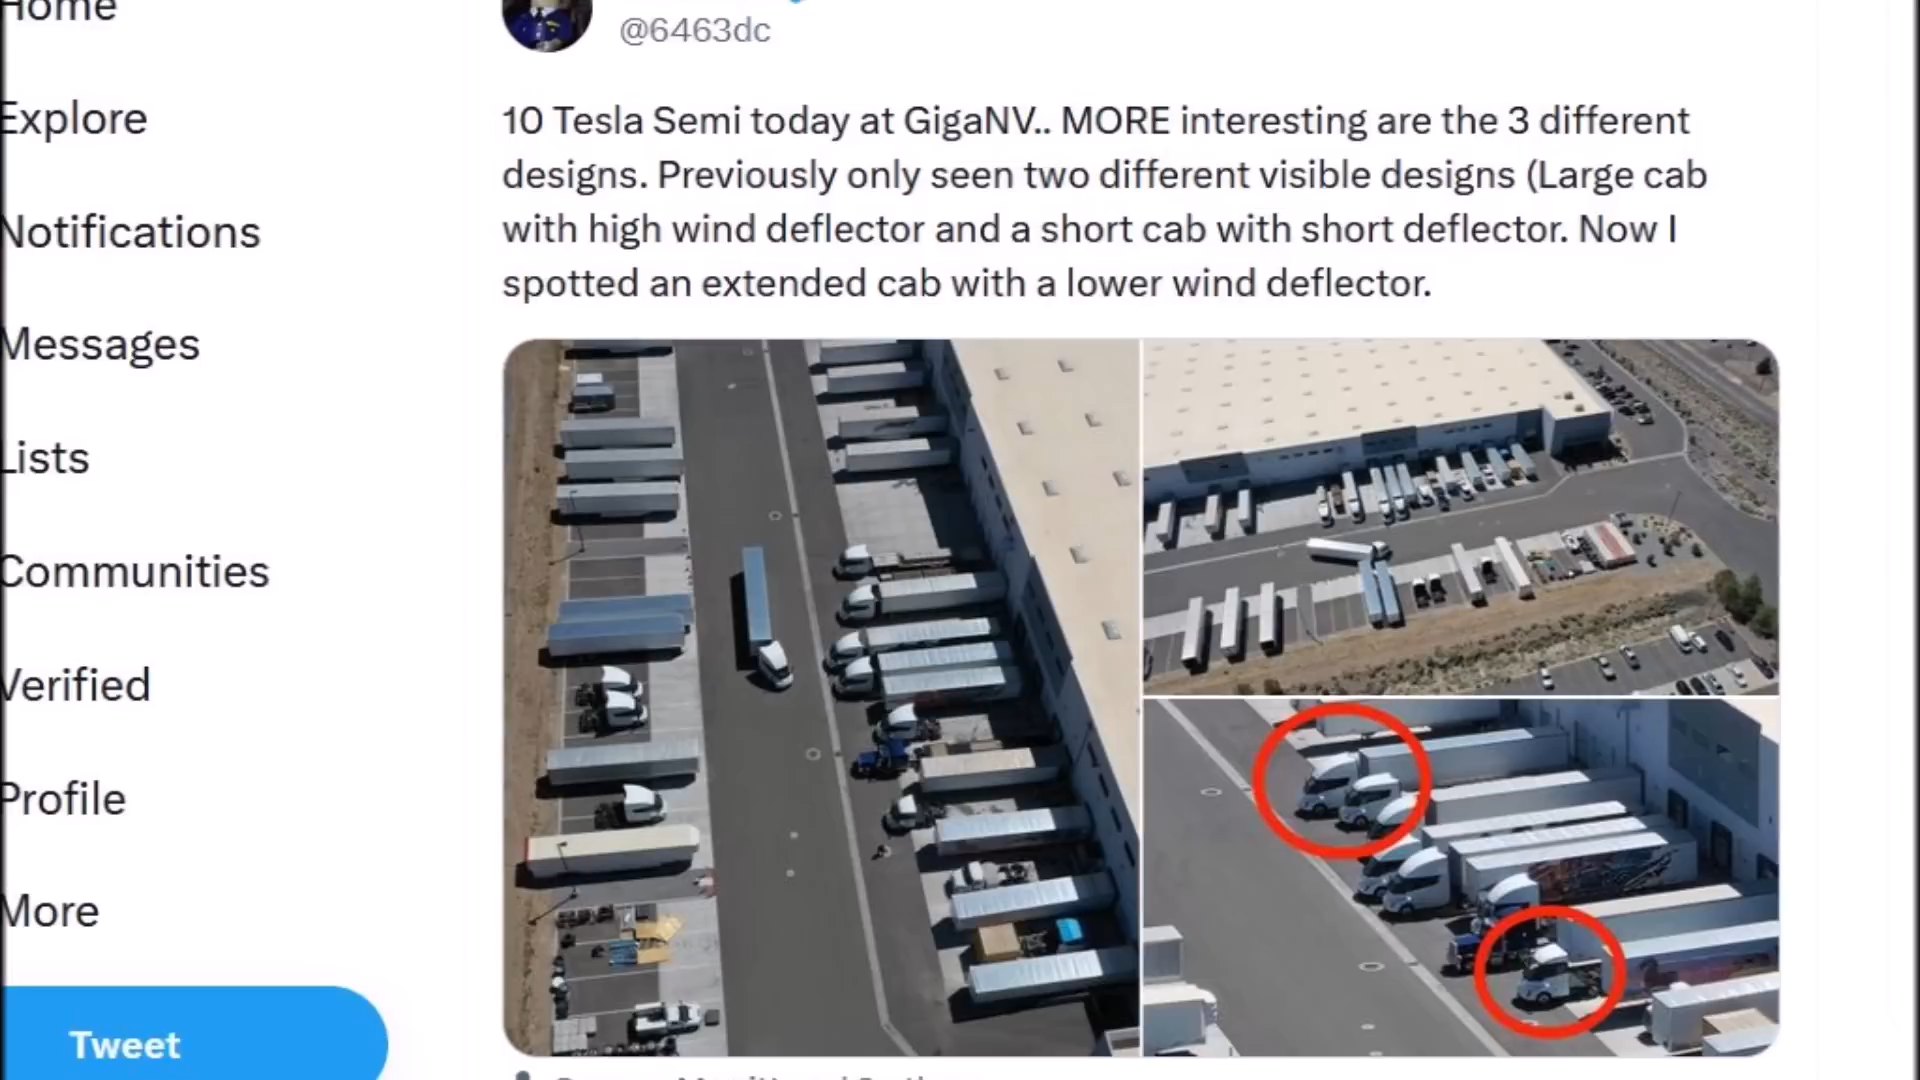 Home
@6463dc
Explore
10 Tesla Semi today at GigaNV.. MORE interesting are the 3 different
designs. Previously only seen two different visible designs (Large cab
with high wind deflector and a short cab with short deflector. Now I
spotted an extended cab with a lower wind deflector.
Notifications
Messages
Lists
Communities
Verified
Profile
More
Tweet